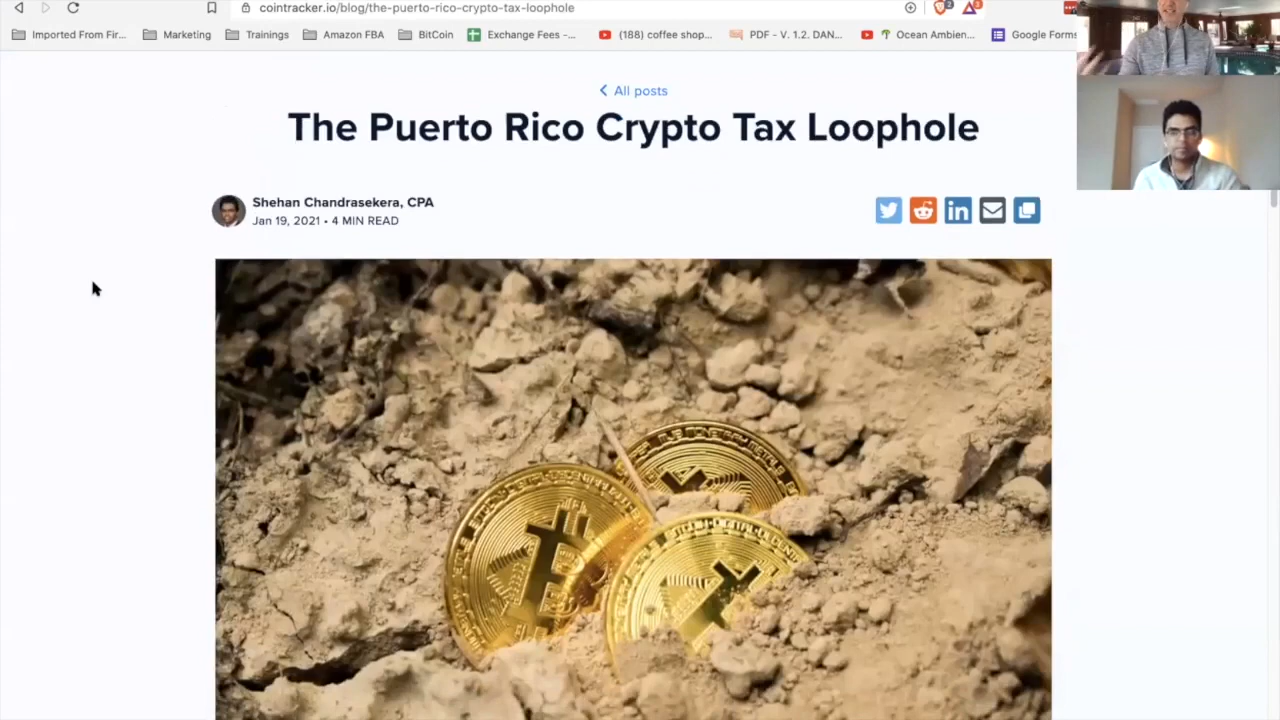 cointracker.io/blog/the-puerto-rico-crypto-tax-loophole
Imported From Fir... Marketing Trainings Amazon FBA BitCoin Exchange Fees -... (188) coffee shop... PDF - V. 1.2. DAN... Ocean Ambien... Google Forms
All posts
The Puerto Rico Crypto Tax Loophole
Shehan Chandrasekera, CPA
Jan 19, 2021 • 4 MIN READ